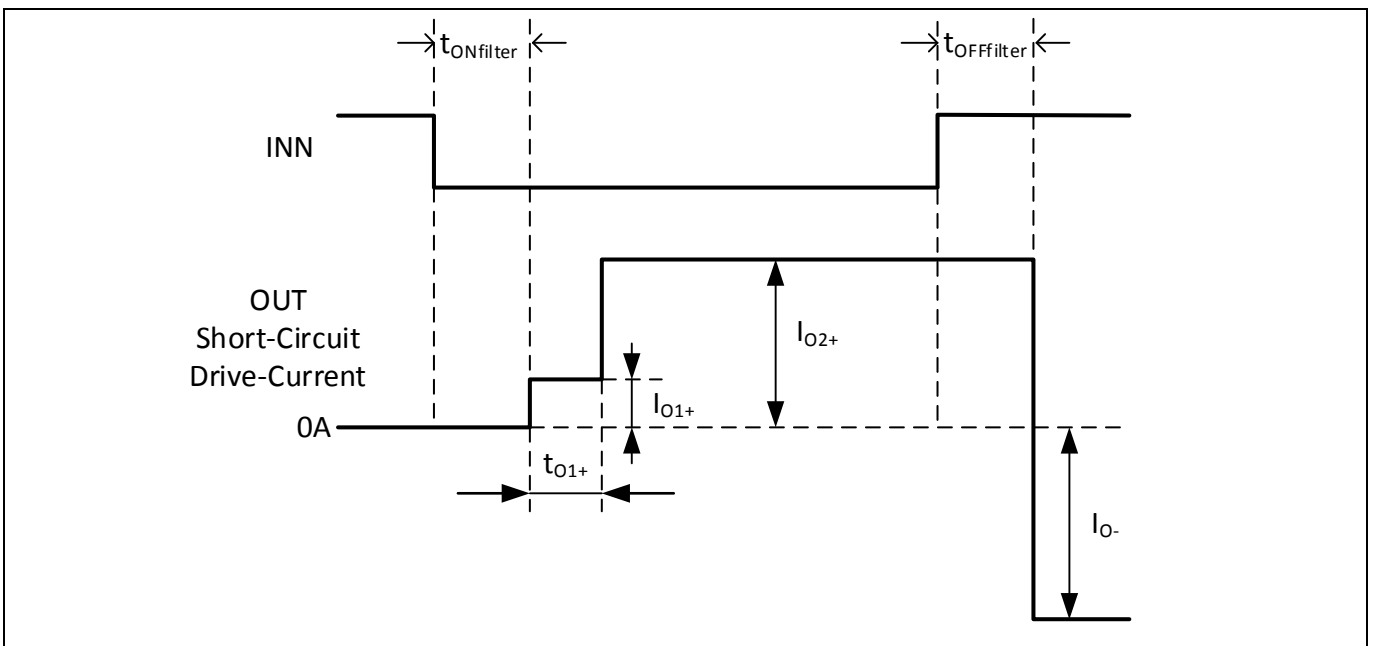 tONfilter
tOFFfilter
INN
OUT
Short-Circuit
Drive-Current
IO2+
IO1+
0A
tO1+
IO-